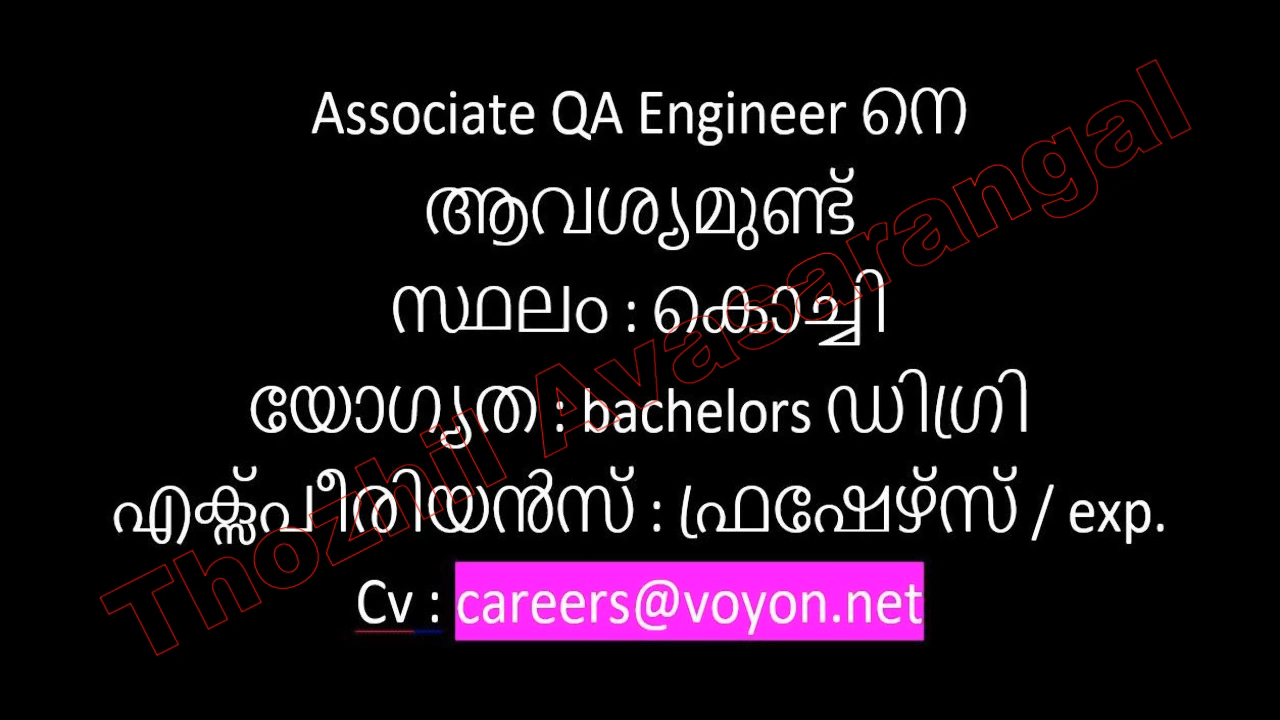 Associate QA Engineer നെ
ആവശ്യമുണ്ട്
സ്ഥലം : കൊച്ചി
യോഗ്യത : bachelors ഡിഗ്രി
എക്സ്പീരിയൻസ് : ഫ്രഷേഴ്സ് / exp.
Cv : careers@voyon.net
Thozhil Avasarangal